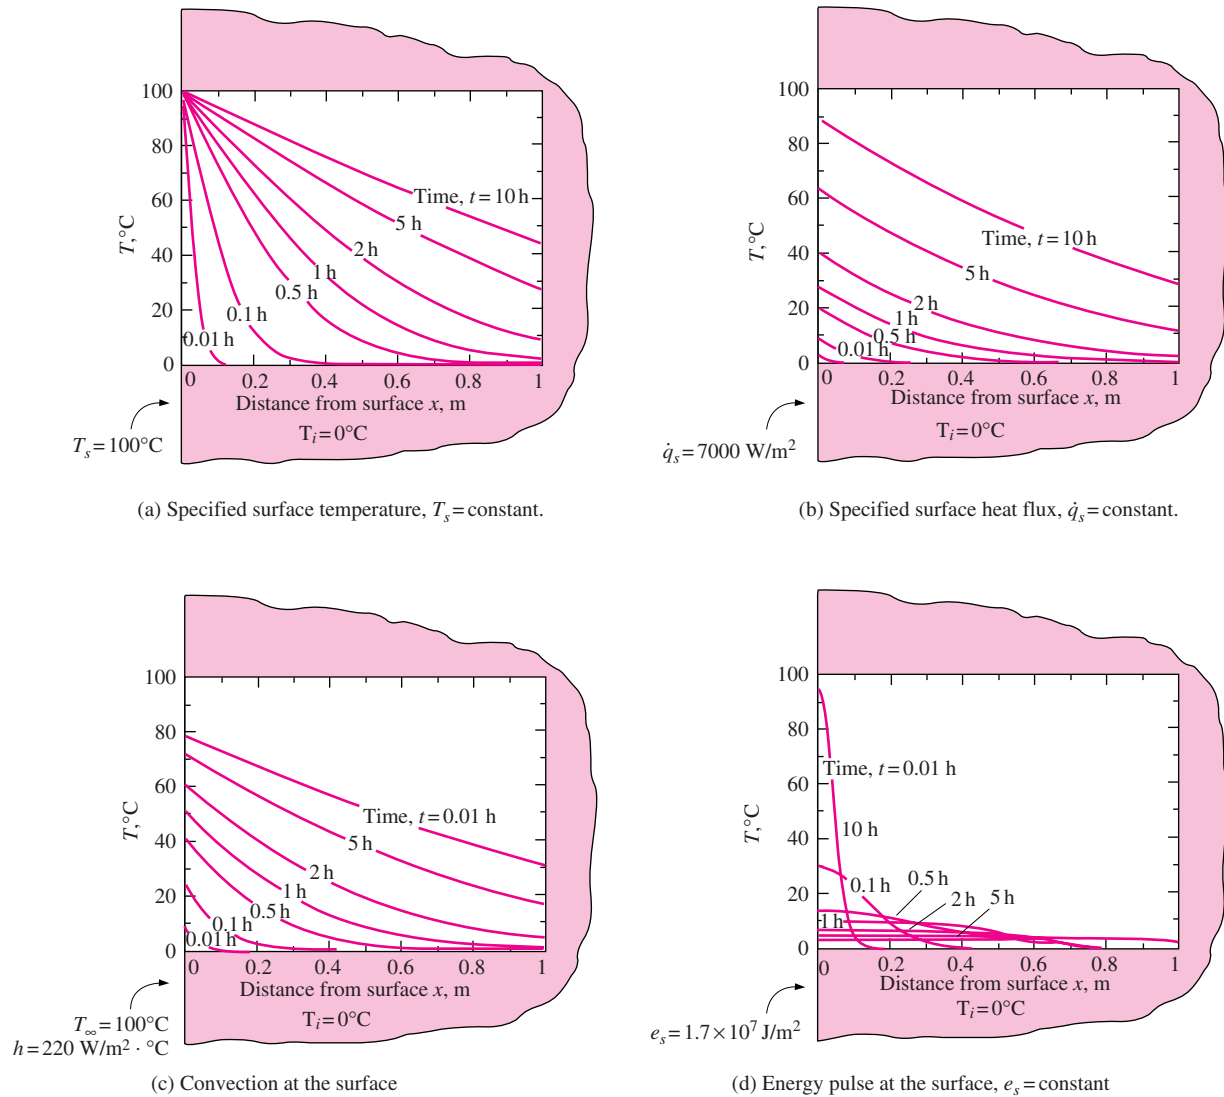 100
80
60
40
20
0
T,°C
Time, t = 10 h
5 h
2 h
1 h
0.5 h
0.1 h
0.01 h
0 0.2 0.4 0.6 0.8 1
Distance from surface x, m
T_i = 0°C
T_s = 100°C
(a) Specified surface temperature, T_s = constant.
100
80
60
40
20
0
T,°C
Time, t = 10 h
5 h
2 h
1 h
0.5 h
0.01 h
0 0.2 0.4 0.6 0.8 1
Distance from surface x, m
T_i = 0°C
q̇_s = 7000 W/m²
(b) Specified surface heat flux, q̇_s = constant.
100
80
60
40
20
0
T,°C
Time, t = 0.01 h
5 h
2 h
1 h
0.5 h
0.1 h
0.01 h
0 0.2 0.4 0.6 0.8 1
Distance from surface x, m
T_i = 0°C
T_∞ = 100°C
h = 220 W/m² · °C
(c) Convection at the surface
100
80
60
40
20
0
T,°C
Time, t = 0.01 h
10 h
0.1 h
0.5 h
2 h
5 h
1 h
0 0.2 0.4 0.6 0.8 1
Distance from surface x, m
T_i = 0°C
e_s = 1.7×10⁷ J/m²
(d) Energy pulse at the surface, e_s = constant